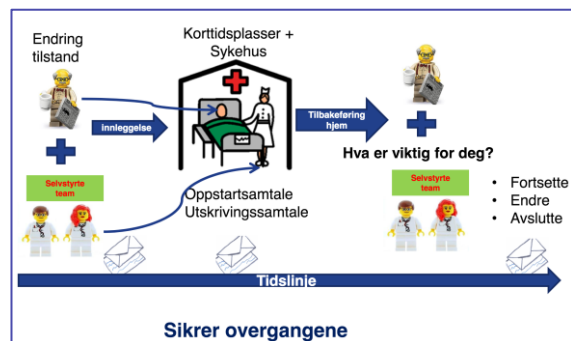 Endring
tilstand
Korttidsplasser +
Sykehus
innleggelse
Tilbakeføring
hjem
Hva er viktig for deg?
Selvstyrte
team
Oppstartsamtale
Utskrivingssamtale
Selvstyrte
team
• Fortsette
• Endre
• Avslutte
Tidslinje
Sikrer overgangene